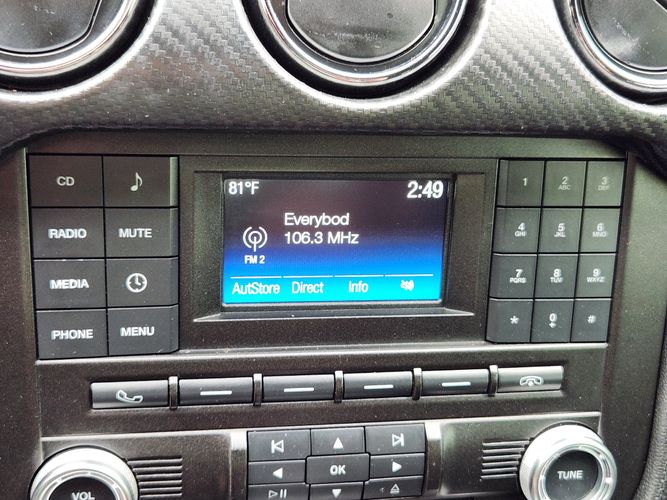 CD
RADIO
MUTE
MEDIA
PHONE
MENU
81°F
2:49
Everybod
106.3 MHz
FM 2
AutStore Direct Info
1
2 ABC
3 DEF
4 GHI
5 JKL
6 MNO
7 PQRS
8 TUV
9 WXYZ
*
0 +
#
OK
VOL
TUNE